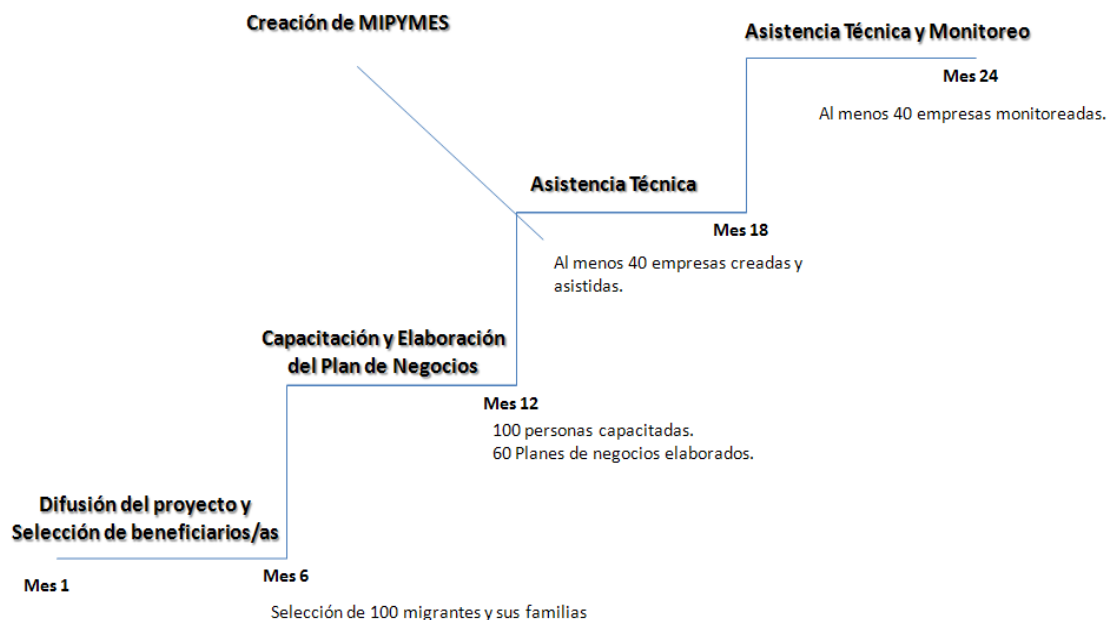 Creación de MIPYMES
Asistencia Técnica y Monitoreo
Mes 24
Al menos 40 empresas monitoreadas.
Asistencia Técnica
Mes 18
Al menos 40 empresas creadas y
asistidas.
Capacitación y Elaboración
del Plan de Negocios
Mes 12
100 personas capacitadas.
60 Planes de negocios elaborados.
Difusión del proyecto y
Selección de beneficiarios/as
Mes 1
Mes 6
Selección de 100 migrantes y sus familias